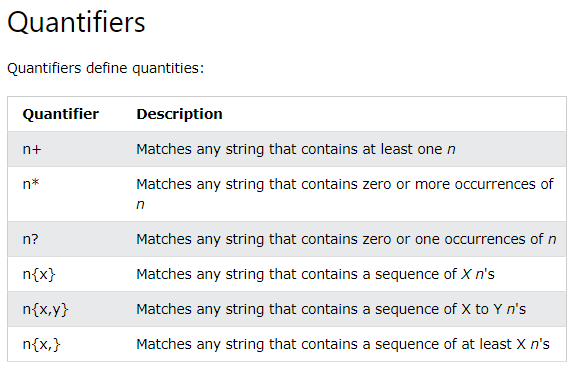 Quantifiers
Quantifiers define quantities:
Quantifier Description
n+ Matches any string that contains at least one n
n* Matches any string that contains zero or more occurrences of
n
n? Matches any string that contains zero or one occurrences of n
n{x} Matches any string that contains a sequence of X n's
n{x,y} Matches any string that contains a sequence of X to Y n's
n{x,} Matches any string that contains a sequence of at least X n's